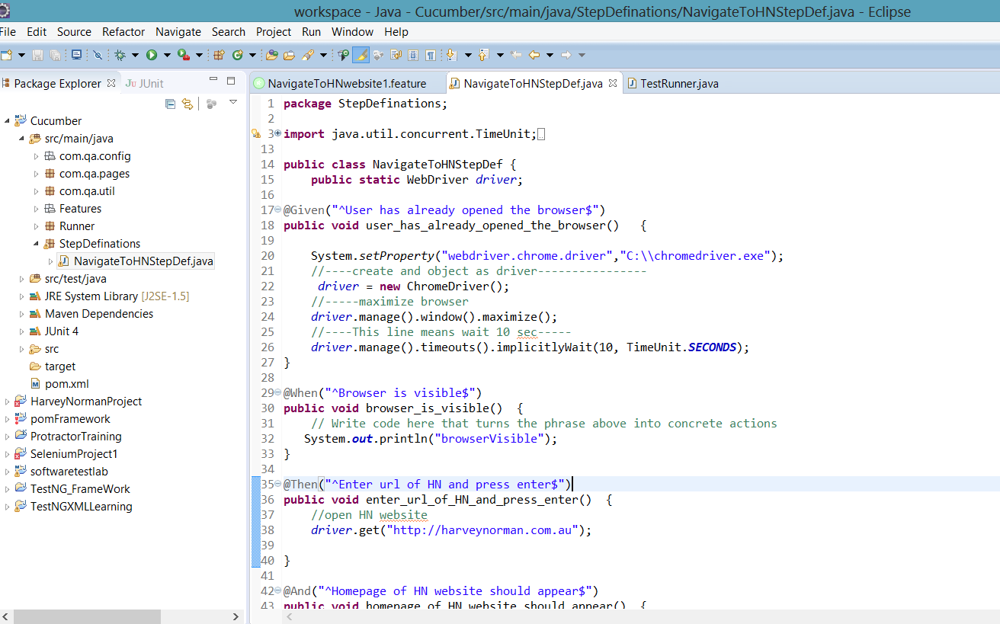 workspace - Java - Cucumber/src/main/java/StepDefinations/NavigateToHNStepDef.java - Eclipse
File Edit Source Refactor Navigate Search Project Run Window Help
Package Explorer JUnit
Cucumber
src/main/java
com.qa.config
com.qa.pages
com.qa.util
Features
Runner
StepDefinations
NavigateToHNStepDef.java
src/test/java
JRE System Library [J2SE-1.5]
Maven Dependencies
JUnit 4
src
target
pom.xml
HarveyNormanProject
pomFramework
ProtractorTraining
SeleniumProject1
softwaretestlab
TestNG_FrameWork
TestNGXMLLearning
NavigateToHNwebsite1.feature NavigateToHNStepDef.java TestRunner.java
1 package StepDefinations;
2
3 import java.util.concurrent.TimeUnit;
13
14 public class NavigateToHNStepDef {
15 public static WebDriver driver;
16
17 @Given("^User has already opened the browser$")
18 public void user_has_already_opened_the_browser() {
19
20 System.setProperty("webdriver.chrome.driver","C:\\chromedriver.exe");
21 //----create and object as driver----------------
22 driver = new ChromeDriver();
23 //-----maximize browser
24 driver.manage().window().maximize();
25 //----This line means wait 10 sec-----
26 driver.manage().timeouts().implicitlyWait(10, TimeUnit.SECONDS);
27 }
28
29 @When("^Browser is visible$")
30 public void browser_is_visible() {
31 // Write code here that turns the phrase above into concrete actions
32 System.out.println("browserVisible");
33 }
34
35 @Then("^Enter url of HN and press enter$")
36 public void enter_url_of_HN_and_press_enter() {
37 //open HN website
38 driver.get("http://harveynorman.com.au");
39
40 }
41
42 @And("^Homepage of HN website should appear$")
43 public void homepage_of_HN_website_should_appear() {